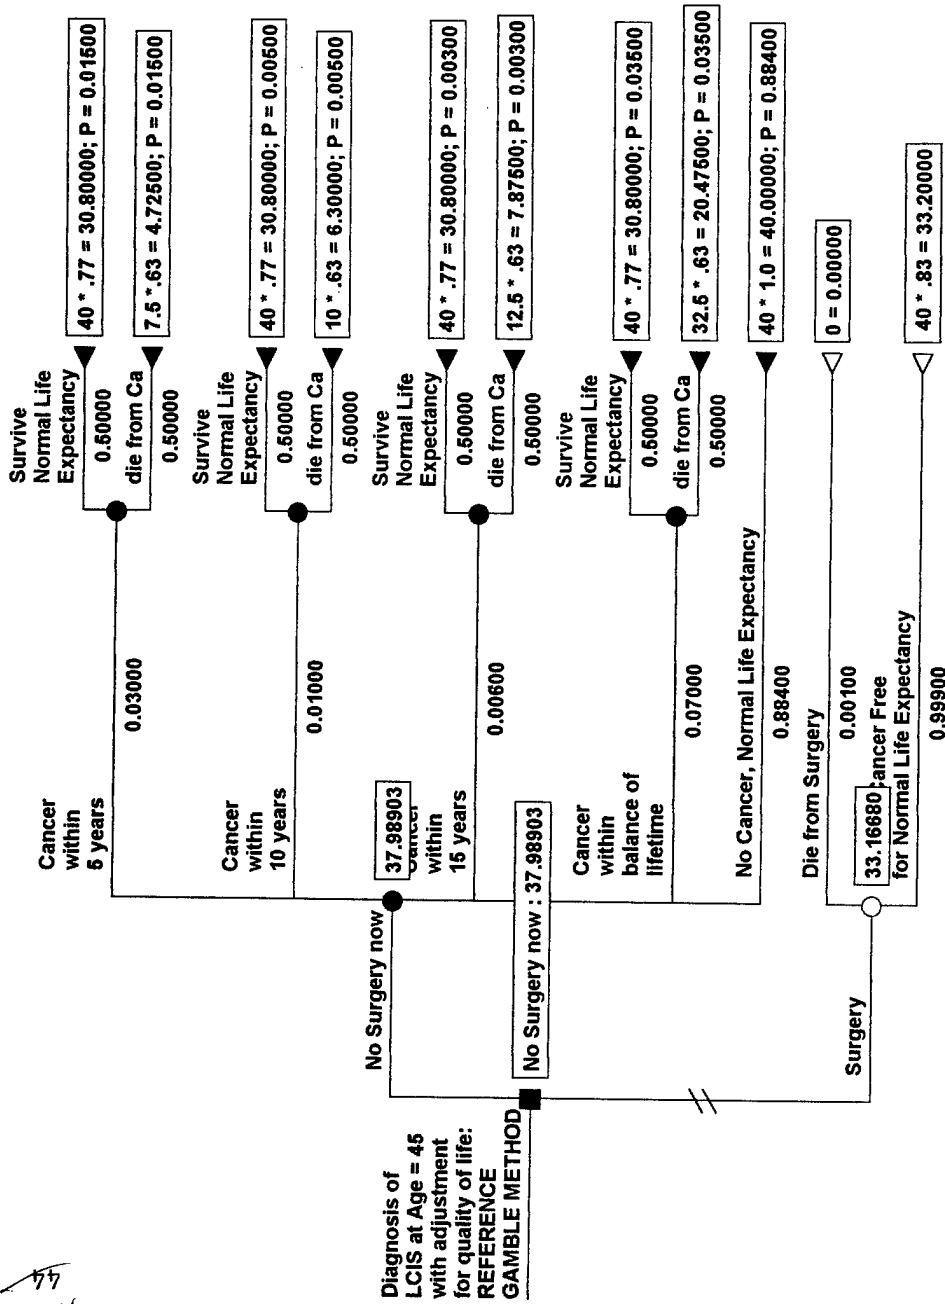 44
Diagnosis of
LCIS at Age = 45
with adjustment
for quality of life:
REFERENCE
GAMBLE METHOD
No Surgery now : 37.98903
No Surgery now
37.98903
Cancer
within
5 years
0.03000
Survive
Normal Life
Expectancy
0.50000
40 * .77 = 30.80000; P = 0.01500
die from Ca
0.50000
7.5 *.63 = 4.72500; P = 0.01500
Cancer
within
10 years
0.01000
Survive
Normal Life
Expectancy
0.50000
40 * .77 = 30.80000; P = 0.00500
die from Ca
0.50000
10 * .63 = 6.30000; P = 0.00500
Cancer
within
15 years
0.00600
Survive
Normal Life
Expectancy
0.50000
40 * .77 = 30.80000; P = 0.00300
die from Ca
0.50000
12.5 * .63 = 7.87500; P = 0.00300
Cancer
within
balance of
lifetime
0.07000
Survive
Normal Life
Expectancy
0.50000
40 * .77 = 30.80000; P = 0.03500
die from Ca
0.50000
32.5 * .63 = 20.47500; P = 0.03500
No Cancer, Normal Life Expectancy
0.88400
40 * 1.0 = 40.00000; P = 0.88400
Surgery
33.16680
Die from Surgery
0.00100
0 = 0.00000
Cancer Free
for Normal Life Expectancy
0.99900
40 * .83 = 33.20000